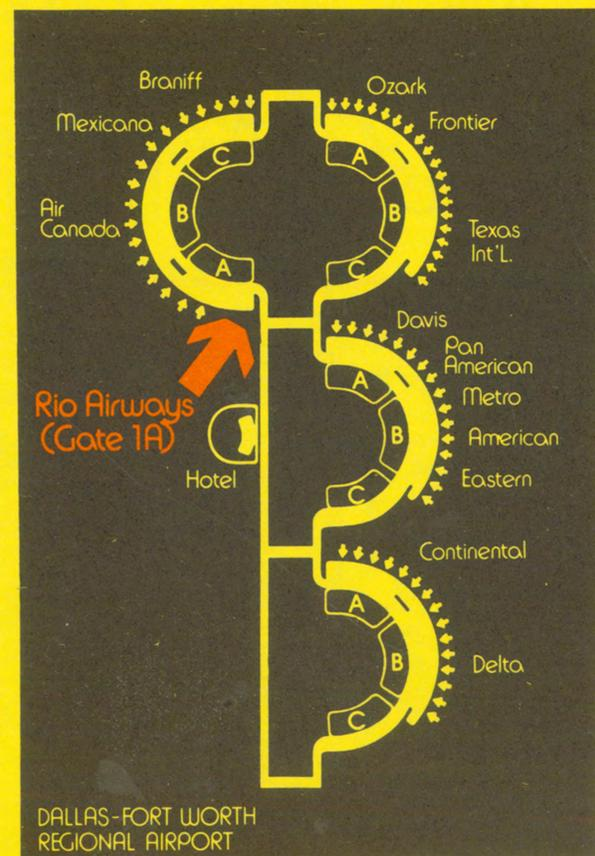 Braniff
Ozark
Mexicana
Frontier
C
A
Air
Canada
B
B
Texas
Int'L.
A
C
Davis
Pan
American
A
Metro
Rio Airways
(Gate 1A)
B
American
Hotel
C
Eastern
Continental
A
B
Delta
C
DALLAS-FORT WORTH
REGIONAL AIRPORT